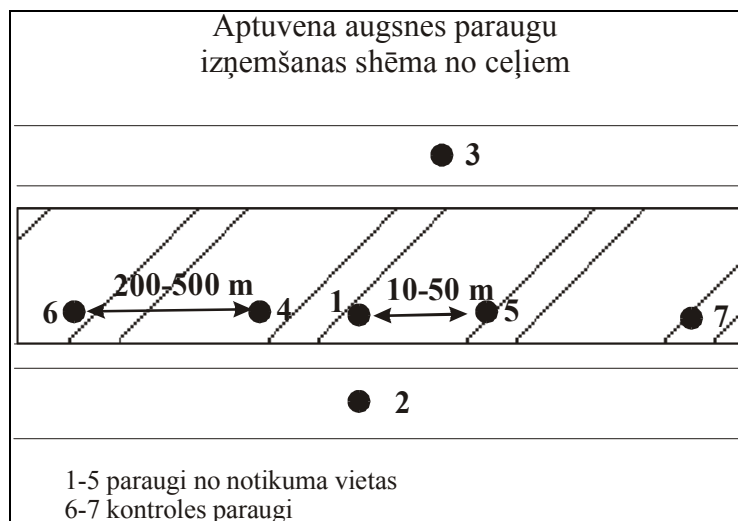 Aptuvena augsnes paraugu
izņemšanas shēma no ceļiem
3
200-500 m
10-50 m
6
4
1
5
7
2
1-5 paraugi no notikuma vietas
6-7 kontroles paraugi